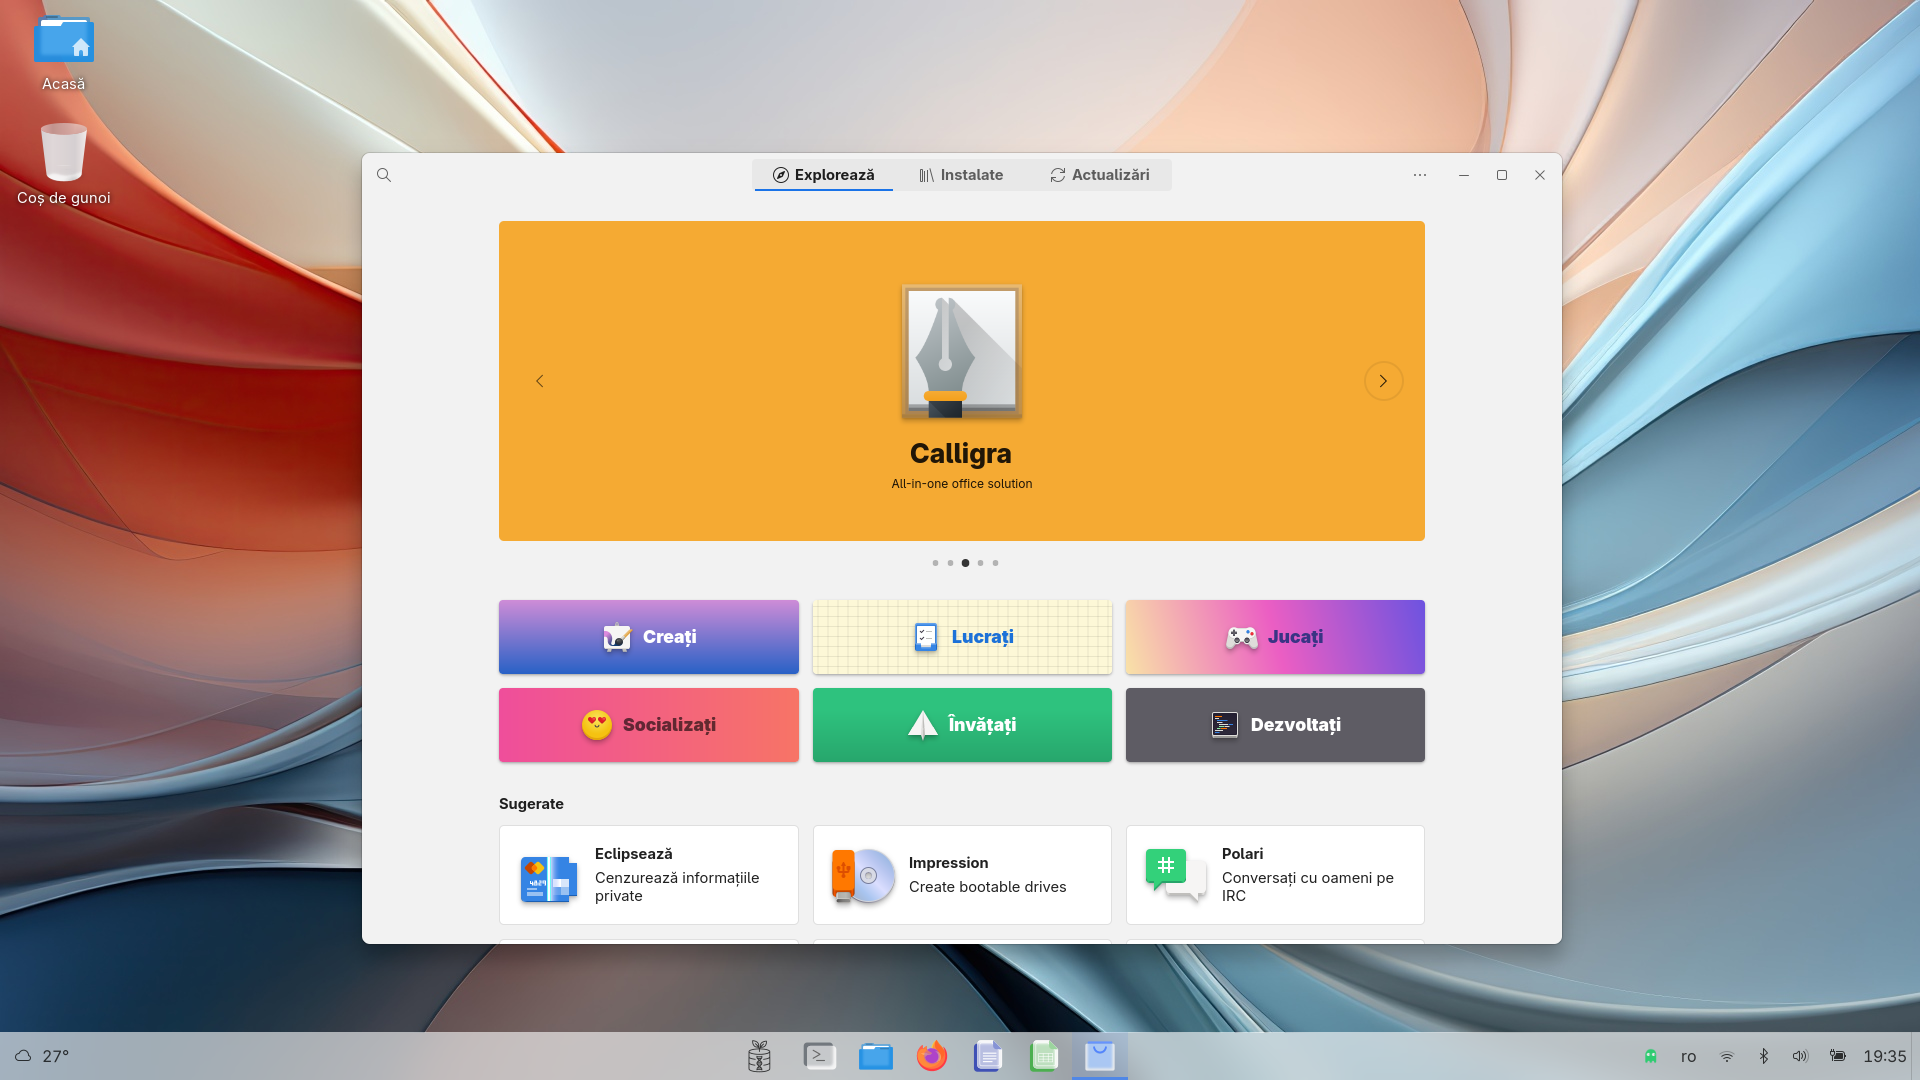 Acasă
Coș de gunoi
Explorează
Instalate
Actualizări
Calligra
All-in-one office solution
Creați
Lucrați
Jucați
Socializați
Învățați
Dezvoltați
Sugerate
Eclipsează
Cenzurează informațiile
private
Impression
Create bootable drives
Polari
Conversați cu oameni pe
IRC
27°
ro
19:35